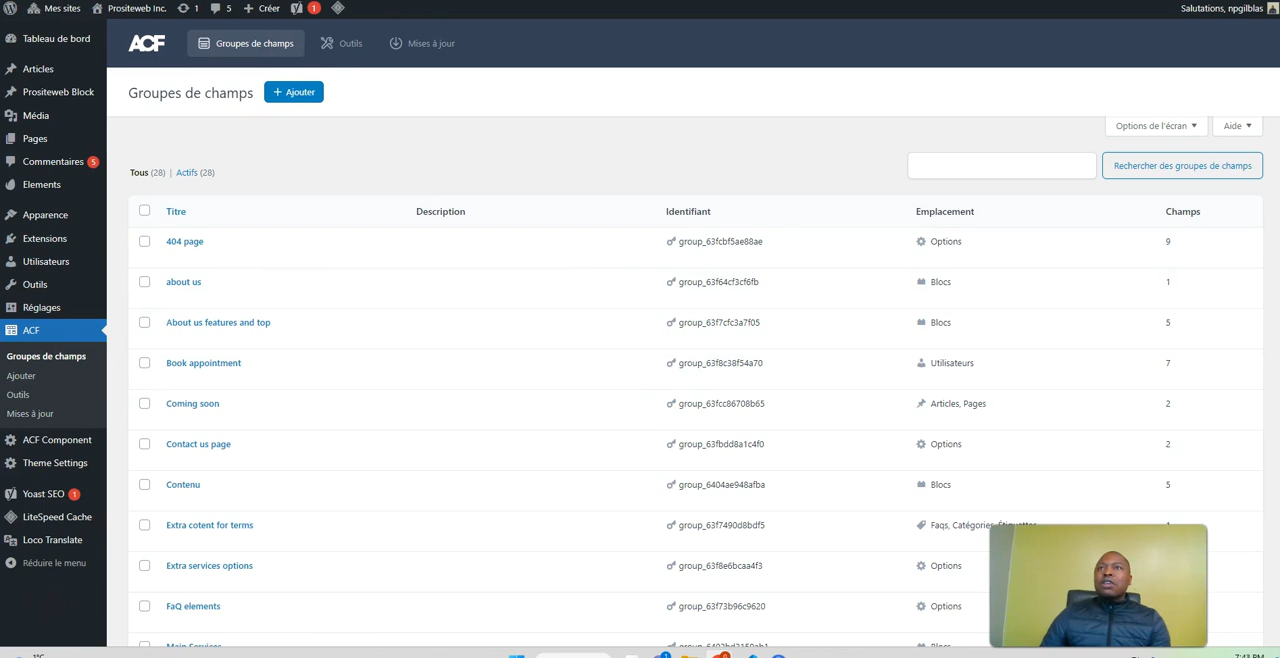 Mes sites Prositeweb Inc. 1 5 Créer 1 Salutations, npgilblas
Tableau de bord
Articles
Prositeweb Block
Média
Pages
Commentaires 5
Elements
Apparence
Extensions
Utilisateurs
Outils
Réglages
ACF
Groupes de champs
Ajouter
Outils
Mises à jour
ACF Component
Theme Settings
Yoast SEO 1
LiteSpeed Cache
Loco Translate
Réduire le menu
ACF Groupes de champs Outils Mises à jour
Groupes de champs + Ajouter
Options de l'écran Aide
Tous (28) | Actifs (28) Rechercher des groupes de champs
Titre Description Identifiant Emplacement Champs
404 page group_63fcbf5ae88ae Options 9
about us group_63f64cf3cf6fb Blocs 1
About us features and top group_63f7cfc3a7f05 Blocs 5
Book appointment group_63f8c38f54a70 Utilisateurs 7
Coming soon group_63fcc86708b65 Articles, Pages 2
Contact us page group_63fbdd8a1c4f0 Options 2
Contenu group_6404ae948afba Blocs 5
Extra cotent for terms group_63f7490d8bdf5 Faqs, Catégories,
Extra services options group_63f8e6bcaa4f3 Options
FaQ elements group_63f73b96c9620 Options
Main Services Blocs